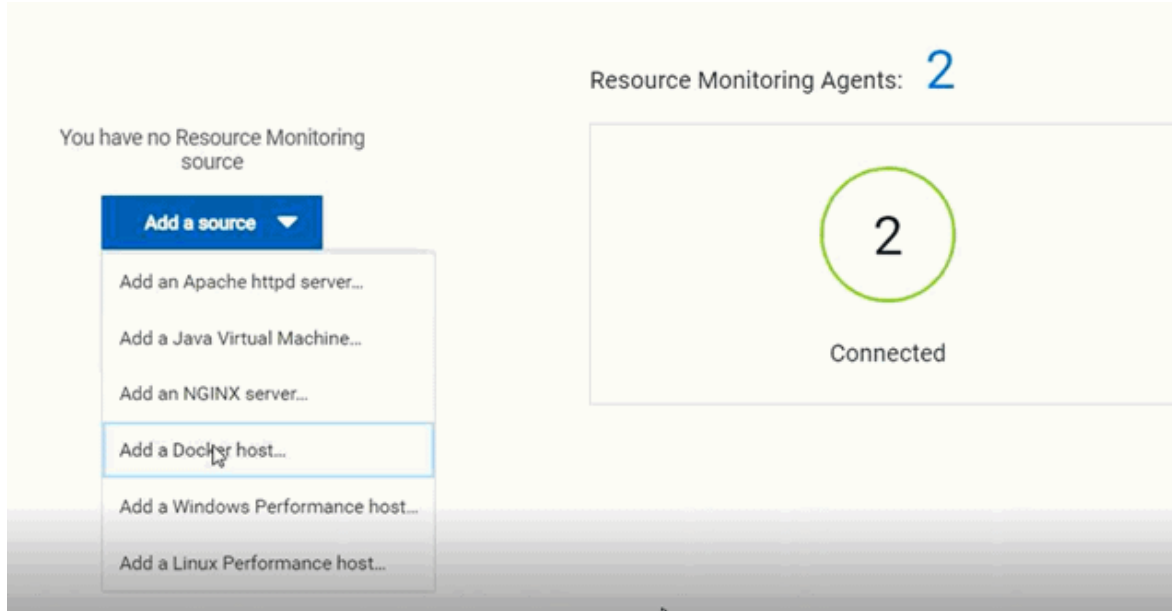 You have no Resource Monitoring
source
Add a source
Add an Apache httpd server...
Add a Java Virtual Machine...
Add an NGINX server...
Add a Docker host...
Add a Windows Performance host...
Add a Linux Performance host...
Resource Monitoring Agents: 2
2
Connected